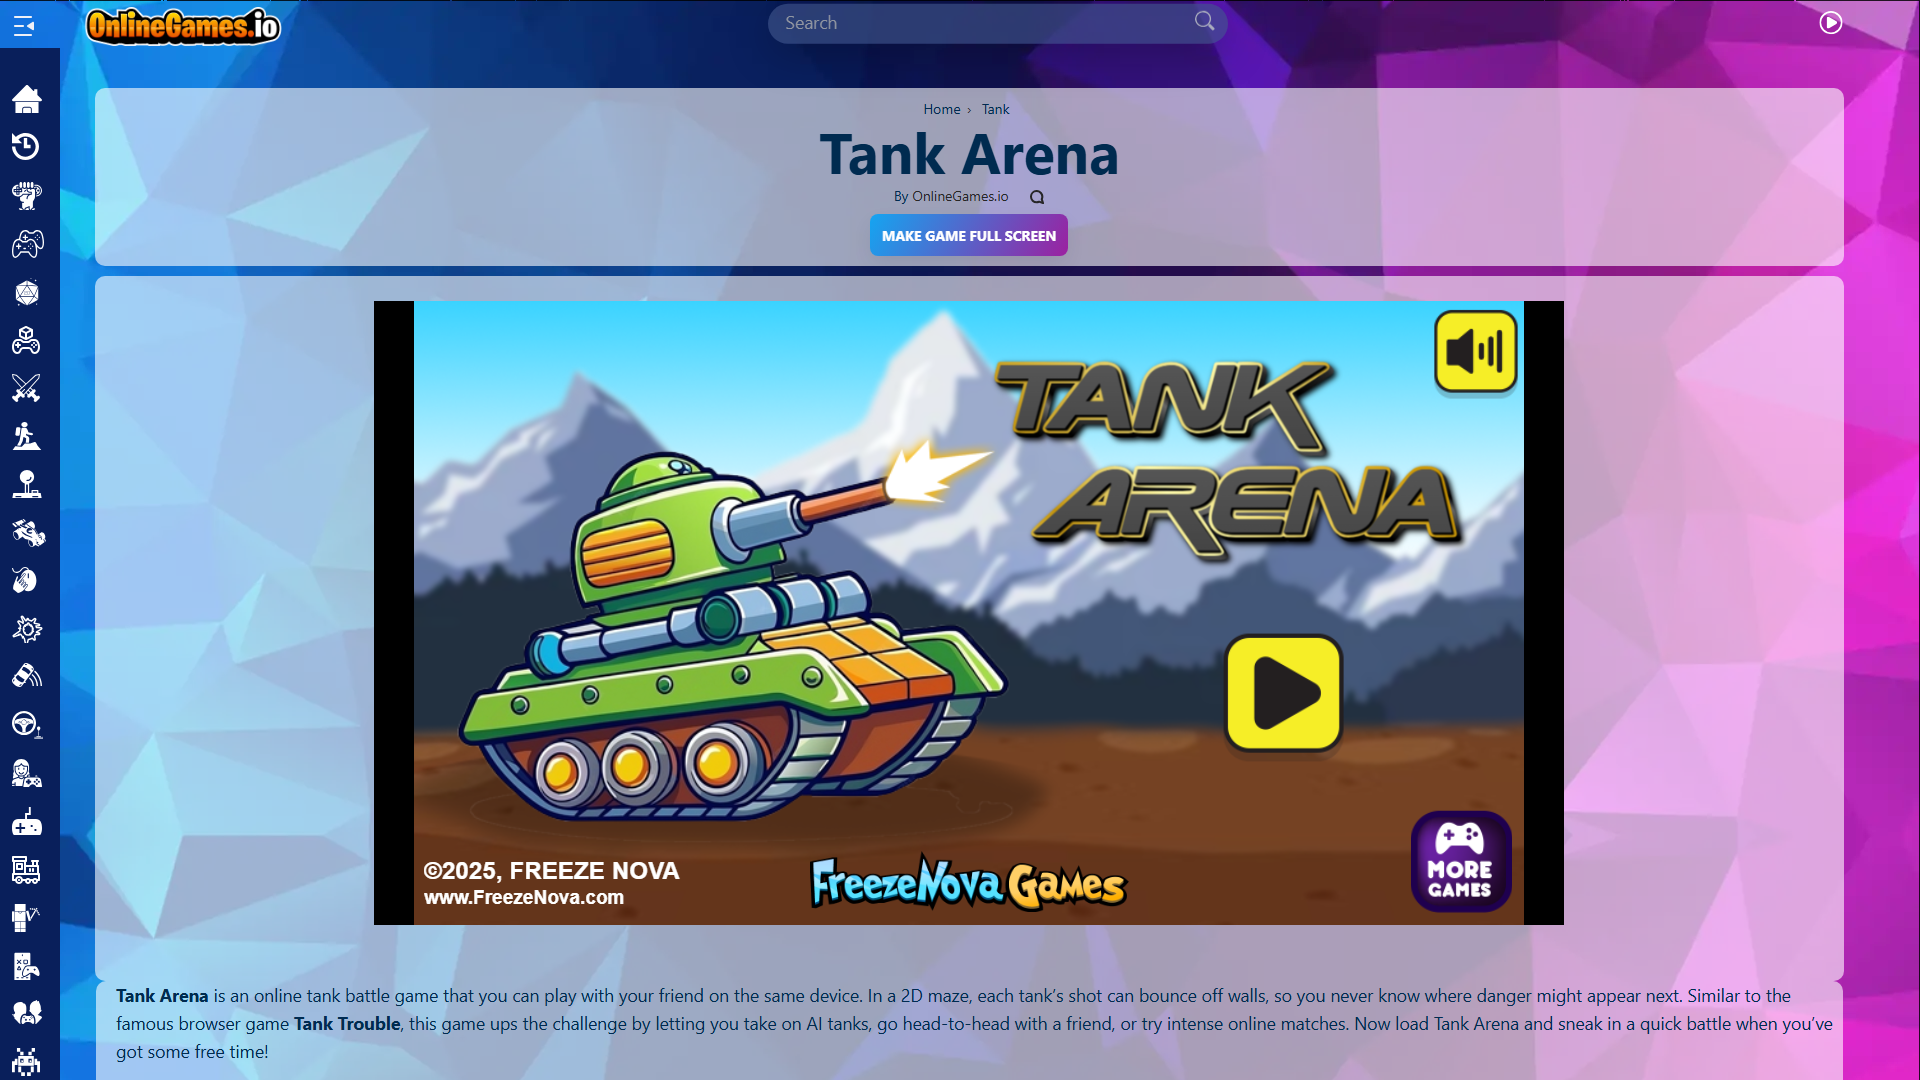 OnlineGames.io
Search
Home › Tank
Tank Arena
By OnlineGames.io
MAKE GAME FULL SCREEN
TANK
ARENA
MORE
GAMES
©2025, FREEZE NOVA
www.FreezeNova.com
FreezeNova Games
Tank Arena is an online tank battle game that you can play with your friend on the same device. In a 2D maze, each tank’s shot can bounce off walls, so you never know where danger might appear next. Similar to the
famous browser game Tank Trouble, this game ups the challenge by letting you take on AI tanks, go head-to-head with a friend, or try intense online matches. Now load Tank Arena and sneak in a quick battle when you’ve
got some free time!